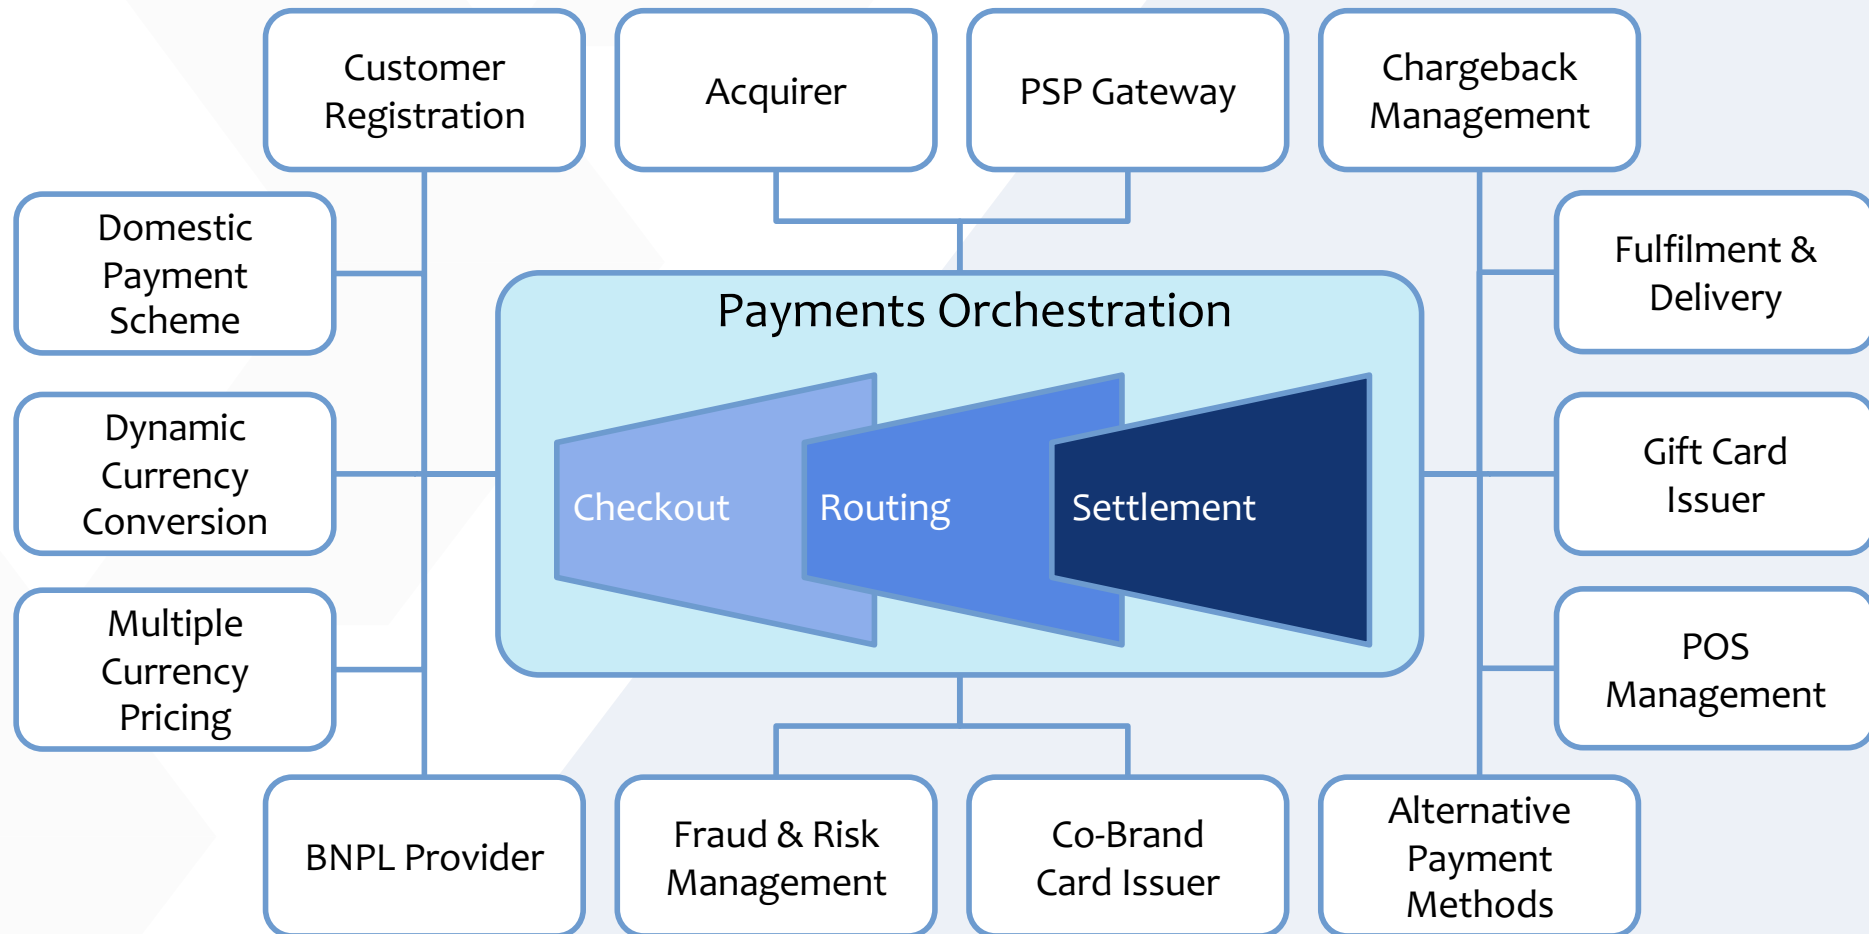 Customer
Registration
Acquirer
PSP Gateway
Chargeback
Management
Domestic
Payment
Scheme
Fulfilment &
Delivery
Payments Orchestration
Dynamic
Currency
Conversion
Checkout
Routing
Settlement
Gift Card
Issuer
Multiple
Currency
Pricing
POS
Management
BNPL Provider
Fraud & Risk
Management
Co-Brand
Card Issuer
Alternative
Payment
Methods